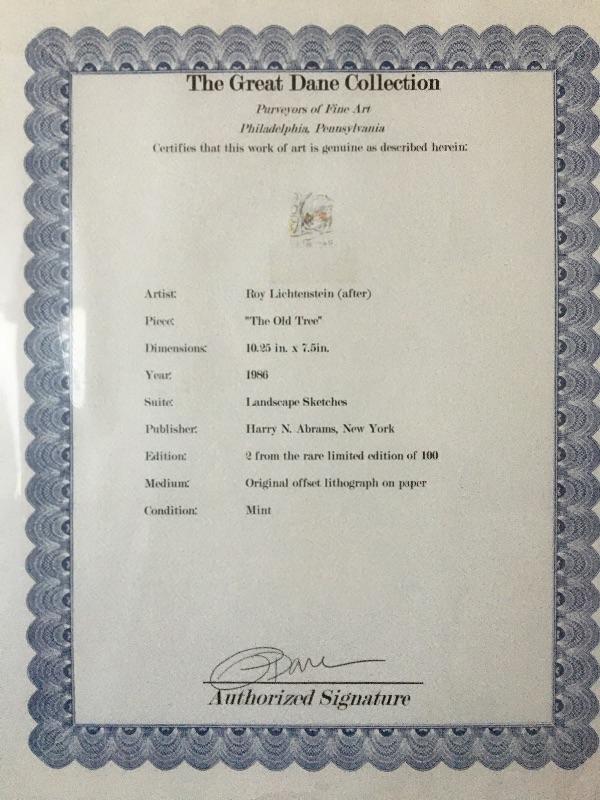 The Great Dane Collection
Purveyors of Fine Art
Philadelphia, Pennsylvania
Certifies that this work of art is genuine as described herein:
Artist: Roy Lichtenstein (after)
Piece: "The Old Tree"
Dimensions: 10.25 in. x 7.5in.
Year: 1986
Suite: Landscape Sketches
Publisher: Harry N. Abrams, New York
Edition: 2 from the rare limited edition of 100
Medium: Original offset lithograph on paper
Condition: Mint
Authorized Signature